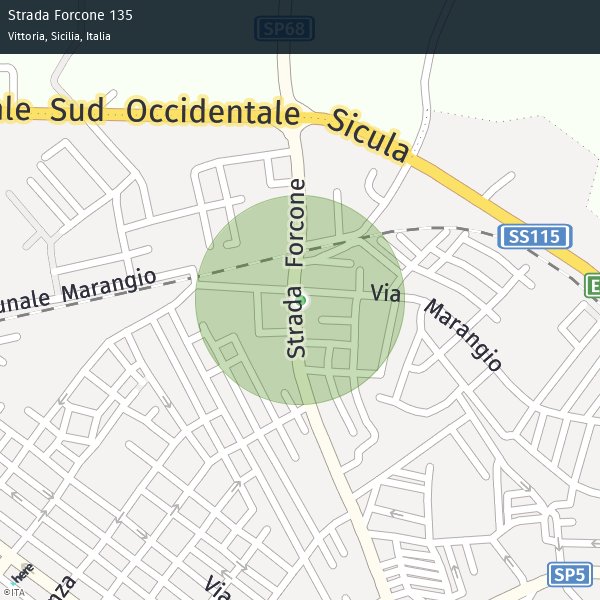 Strada Forcone 135
Vittoria, Sicilia, Italia
SP68
ale Sud Occidentale Sicula
Strada Forcone
SS115
E
unale Marangio
Via Marangio
SP5
here
nza
Via
©ITA